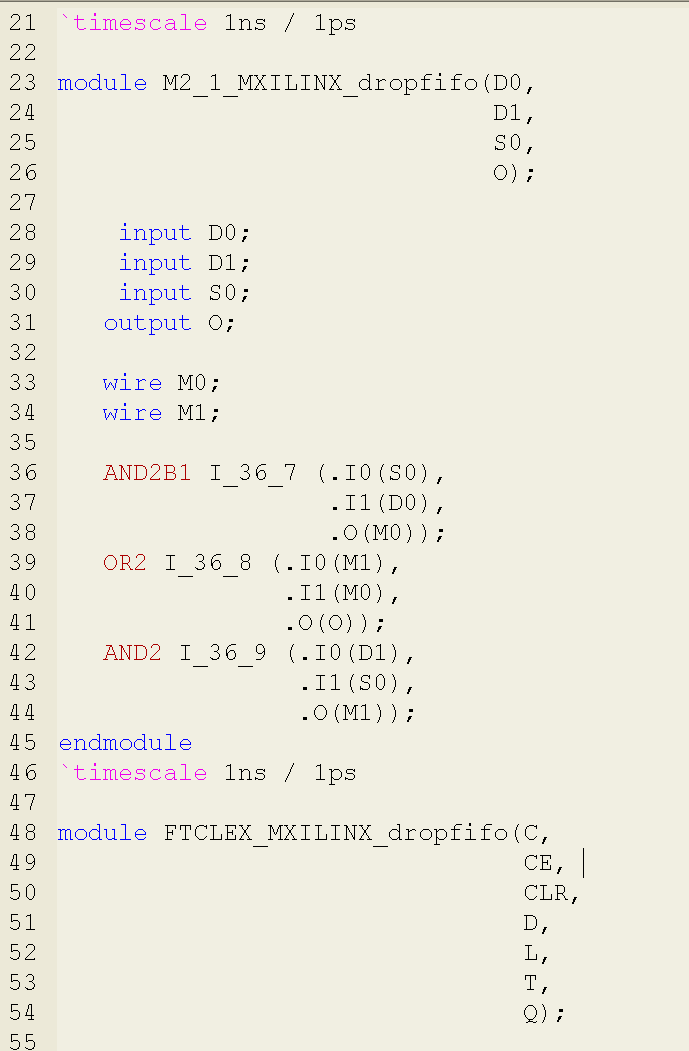 21 `timescale 1ns / 1ps
22
23 module M2_1_MXILINX_dropfifo(D0,
24                              D1,
25                              S0,
26                              O);
27
28     input D0;
29     input D1;
30     input S0;
31    output O;
32
33    wire M0;
34    wire M1;
35
36    AND2B1 I_36_7 (.I0(S0),
37                   .I1(D0),
38                   .O(M0));
39    OR2 I_36_8 (.I0(M1),
40                .I1(M0),
41                .O(O));
42    AND2 I_36_9 (.I0(D1),
43                 .I1(S0),
44                 .O(M1));
45 endmodule
46 `timescale 1ns / 1ps
47
48 module FTCLEX_MXILINX_dropfifo(C,
49                                CE,
50                                CLR,
51                                D,
52                                L,
53                                T,
54                                Q);
55